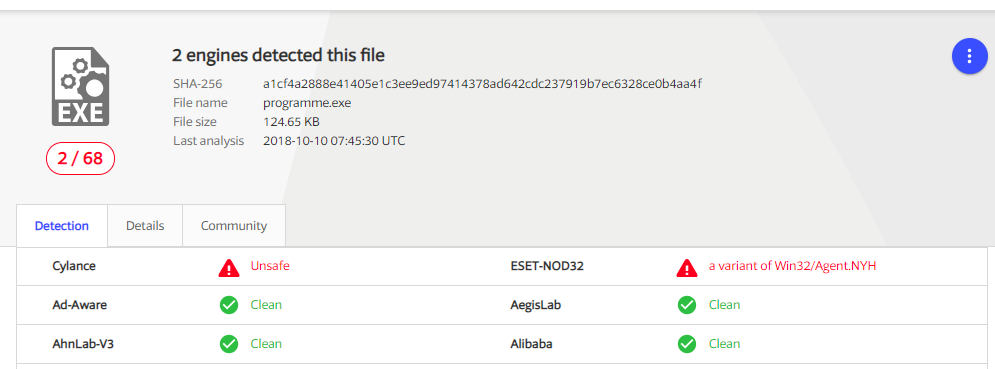 2 engines detected this file
SHA-256 a1cf4a2888e41405e1c3ee9ed97414378ad642cdc237919b7ec6328ce0b4aa4f
File name programme.exe
File size 124.65 KB
Last analysis 2018-10-10 07:45:30 UTC
EXE
2 / 68
Detection Details Community
Cylance Unsafe ESET-NOD32 a variant of Win32/Agent.NYH
Ad-Aware Clean AegisLab Clean
AhnLab-V3 Clean Alibaba Clean